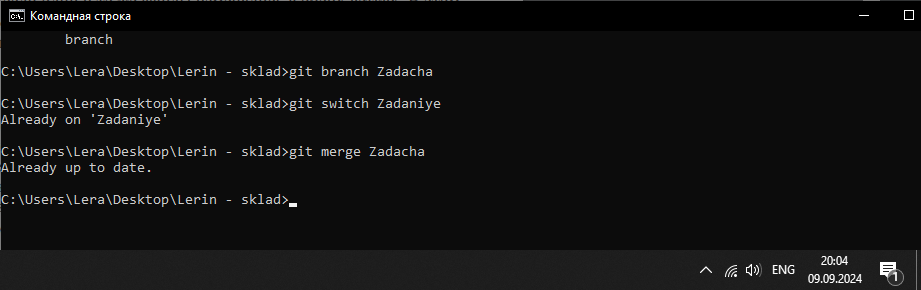 Командная строка
branch
C:\Users\Lera\Desktop\Lerin - sklad>git branch Zadacha
C:\Users\Lera\Desktop\Lerin - sklad>git switch Zadaniye
Already on 'Zadaniye'
C:\Users\Lera\Desktop\Lerin - sklad>git merge Zadacha
Already up to date.
C:\Users\Lera\Desktop\Lerin - sklad>
ENG
20:04
09.09.2024
1